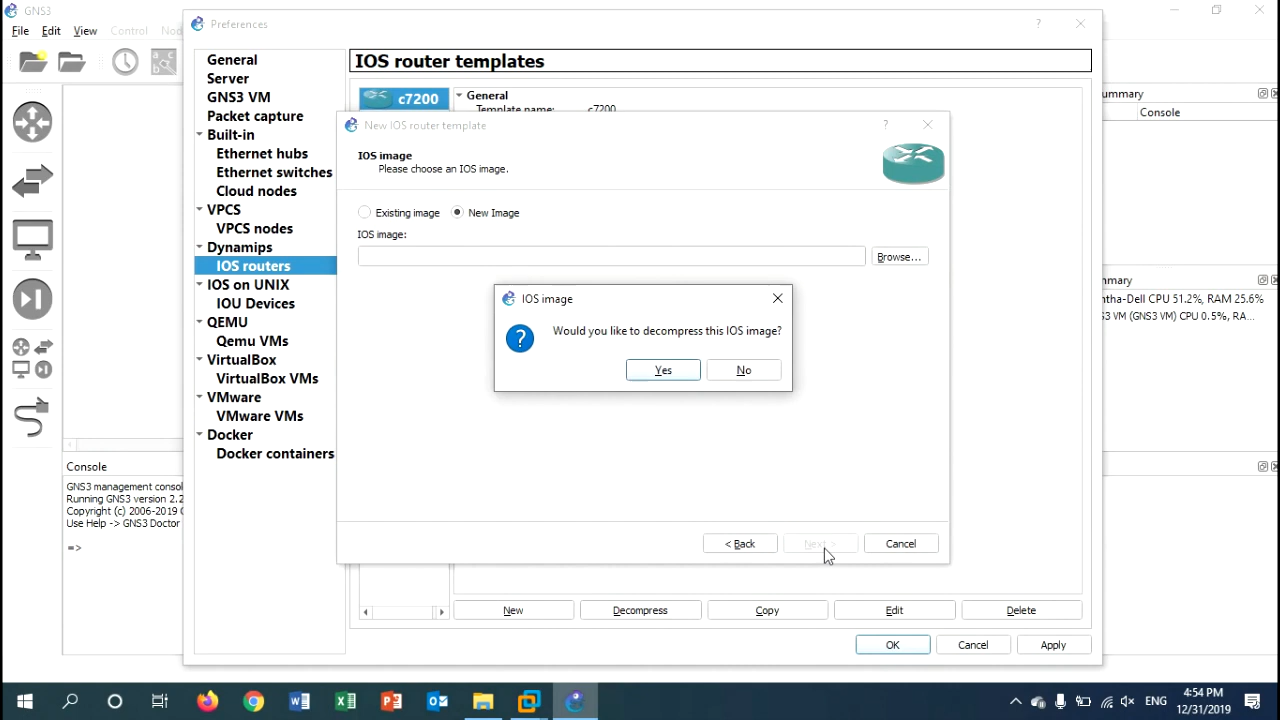 GNS3
File Edit View Control Nod
Preferences
General
Server
GNS3 VM
Packet capture
Built-in
Ethernet hubs
Ethernet switches
Cloud nodes
VPCS
VPCS nodes
Dynamips
IOS routers
IOS on UNIX
IOU Devices
QEMU
Qemu VMs
VirtualBox
VirtualBox VMs
VMware
VMware VMs
Docker
Docker containers
IOS router templates
c7200
General
Template name: c7200
New IOS router template
IOS image
Please choose an IOS image.
Existing image
New Image
IOS image:
Browse...
IOS image
Would you like to decompress this IOS image?
Yes
No
< Back
Next >
Cancel
New
Decompress
Copy
Edit
Delete
OK
Cancel
Apply
ummary
Console
mmary
ntha-Dell CPU 51.2%, RAM 25.6%
S3 VM (GNS3 VM) CPU 0.5%, RA...
Console
GNS3 management consol
Running GNS3 version 2.2
Copyright (c) 2006-2019 G
Use Help -> GNS3 Doctor
=>
ENG
4:54 PM
12/31/2019